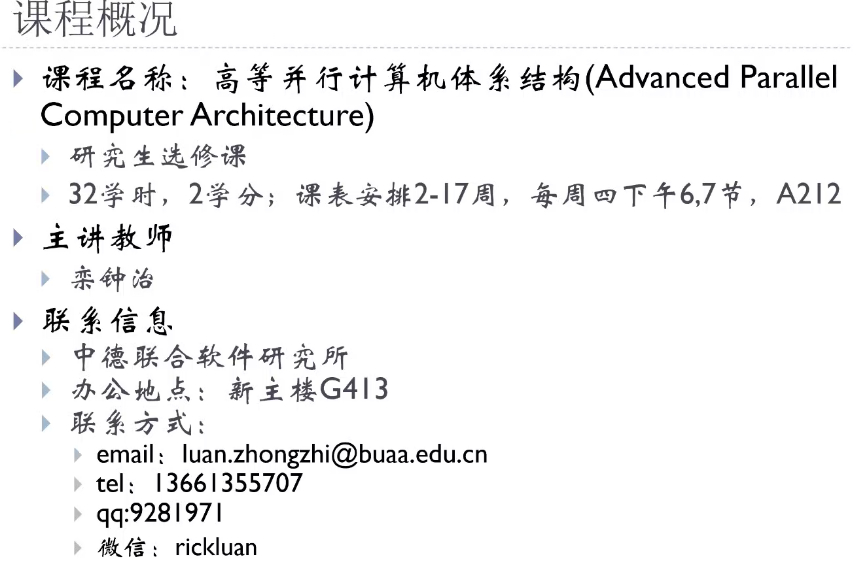 课程概况
课程名称：高等并行计算机体系结构(Advanced Parallel
Computer Architecture)
研究生选修课
32学时，2学分；课表安排2-17周，每周四下午6,7节，A212
主讲教师
栾钟治
联系信息
中德联合软件研究所
办公地点：新主楼G413
联系方式：
email：luan.zhongzhi@buaa.edu.cn
tel：13661355707
qq:9281971
微信：rickluan